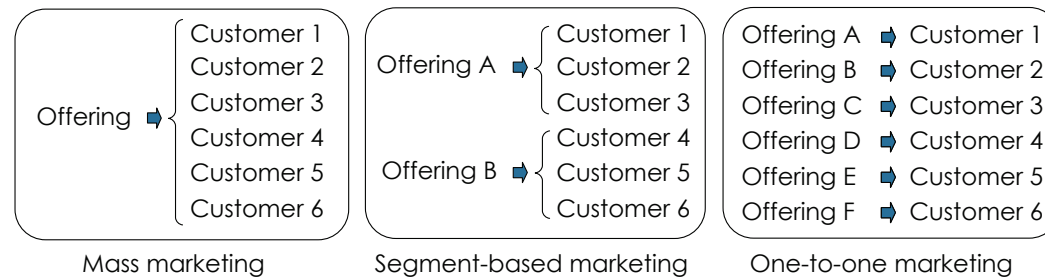 Offering
Customer 1
Customer 2
Customer 3
Customer 4
Customer 5
Customer 6
Mass marketing
Offering A
Customer 1
Customer 2
Customer 3
Offering B
Customer 4
Customer 5
Customer 6
Segment-based marketing
Offering A Customer 1
Offering B Customer 2
Offering C Customer 3
Offering D Customer 4
Offering E Customer 5
Offering F Customer 6
One-to-one marketing